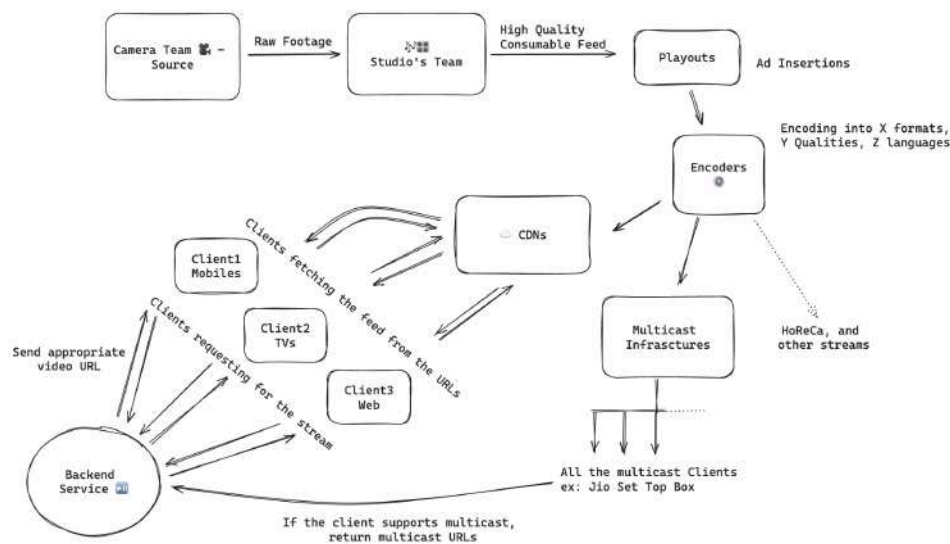 Camera Team 🎥 –
Source
Raw Footage
🎶🎛️
Studio's Team
High Quality
Consumable Feed
Playouts
Ad Insertions
Encoding into X formats,
Y Qualities, Z languages
Encoders
CDNs
Clients fetching the feed from the URLs
Client1
Mobiles
Client2
TVs
Client3
Web
Clients requesting for the stream
Send appropriate
video URL
Multicast
Infrasctures
HoReCa, and
other streams
Backend
Service
All the multicast Clients
ex: Jio Set Top Box
If the client supports multicast,
return multicast URLs